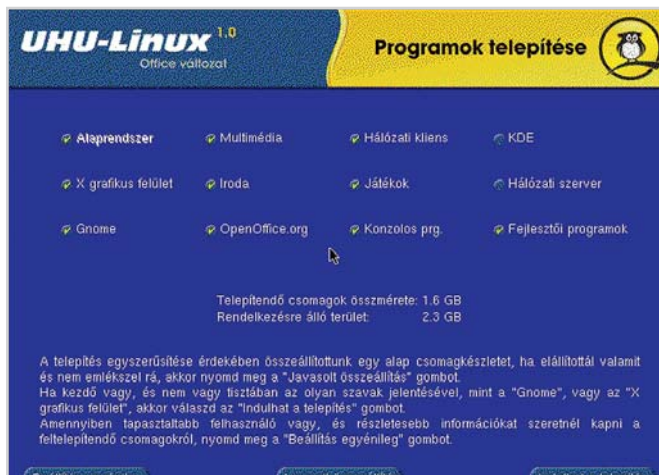 UHU-Linux 1.0
Office változat
Programok telepítése
Alaprendszer Multimédia Hálózati kliens KDE
X grafikus felület Iroda Játékok Hálózati szerver
Gnome OpenOffice.org Konzolos prg. Fejlesztői programok
Telepítendő csomagok összmérete: 1.6 GB
Rendelkezésre álló terület: 2.3 GB
A telepítés egyszerűsítése érdekében összeállítottunk egy alap csomagkészletet, ha elállítottál valamit
és nem emlékszel rá, akkor nyomd meg a "Javasolt összeállítás" gombot.
Ha kezdő vagy, és nem vagy tisztában az olyan szavak jelentésével, mint a "Gnome", vagy az "X
grafikus felület", akkor válaszd az "Indulhat a telepítés" gombot.
Amennyiben tapasztaltabb felhasználó vagy, és részletesebb információkat szeretnél kapni a
feltelepítendő csomagokról, nyomd meg a "Beállítás egyénileg" gombot.